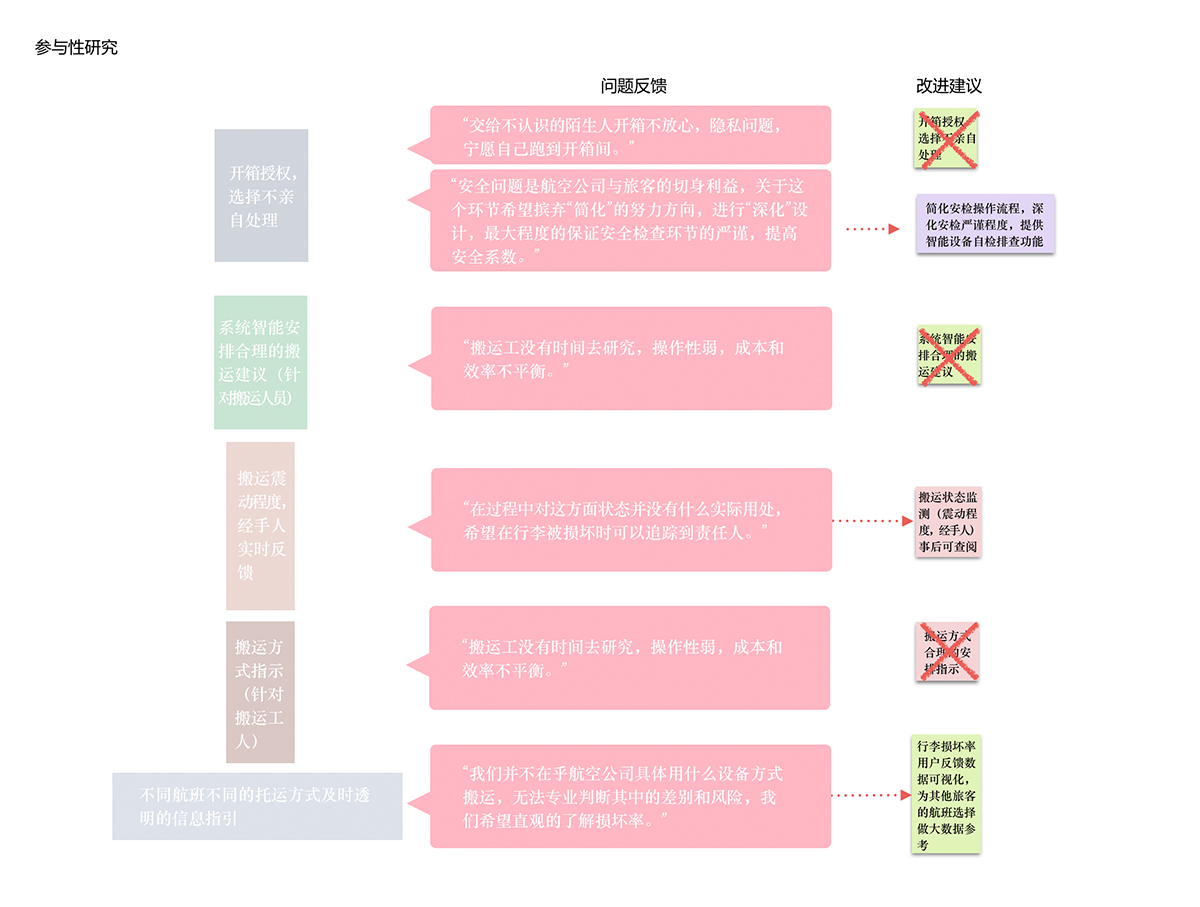 参与性研究
问题反馈
改进建议
开箱授权，
选择不亲
自处理
“交给不认识的陌生人开箱不放心，隐私问题，
宁愿自己跑到开箱间。”
开箱授权，
选择不亲自
处理
“安全问题是航空公司与旅客的切身利益，关于这
个环节希望摈弃“简化”的努力方向，进行“深化”设
计，最大程度的保证安全检查环节的严谨，提高
安全系数。”
简化安检操作流程，深
化安检严谨程度，提供
智能设备自检排查功能
系统智能安
排合理的搬
运建议（针
对搬运人员）
“搬运工没有时间去研究，操作性弱，成本和
效率不平衡。”
系统智能安
排合理的搬
运建议
搬运震
动程度，
经手人
实时反
馈
“在过程中对这方面状态并没有什么实际用处，
希望在行李被损坏时可以追踪到责任人。”
搬运状态监
测（震动程
度，经手人）
事后可查阅
搬运方
式指示
（针对
搬运工
人）
“搬运工没有时间去研究，操作性弱，成本和
效率不平衡。”
搬运方式
合理的安
排指示
不同航班不同的托运方式及时透
明的信息指引
“我们并不在乎航空公司具体用什么设备方式
搬运，无法专业判断其中的差别和风险，我
们希望直观的了解损坏率。”
行李损坏率
用户反馈数
据可视化，
为其他旅客
的航班选择
做大数据参
考